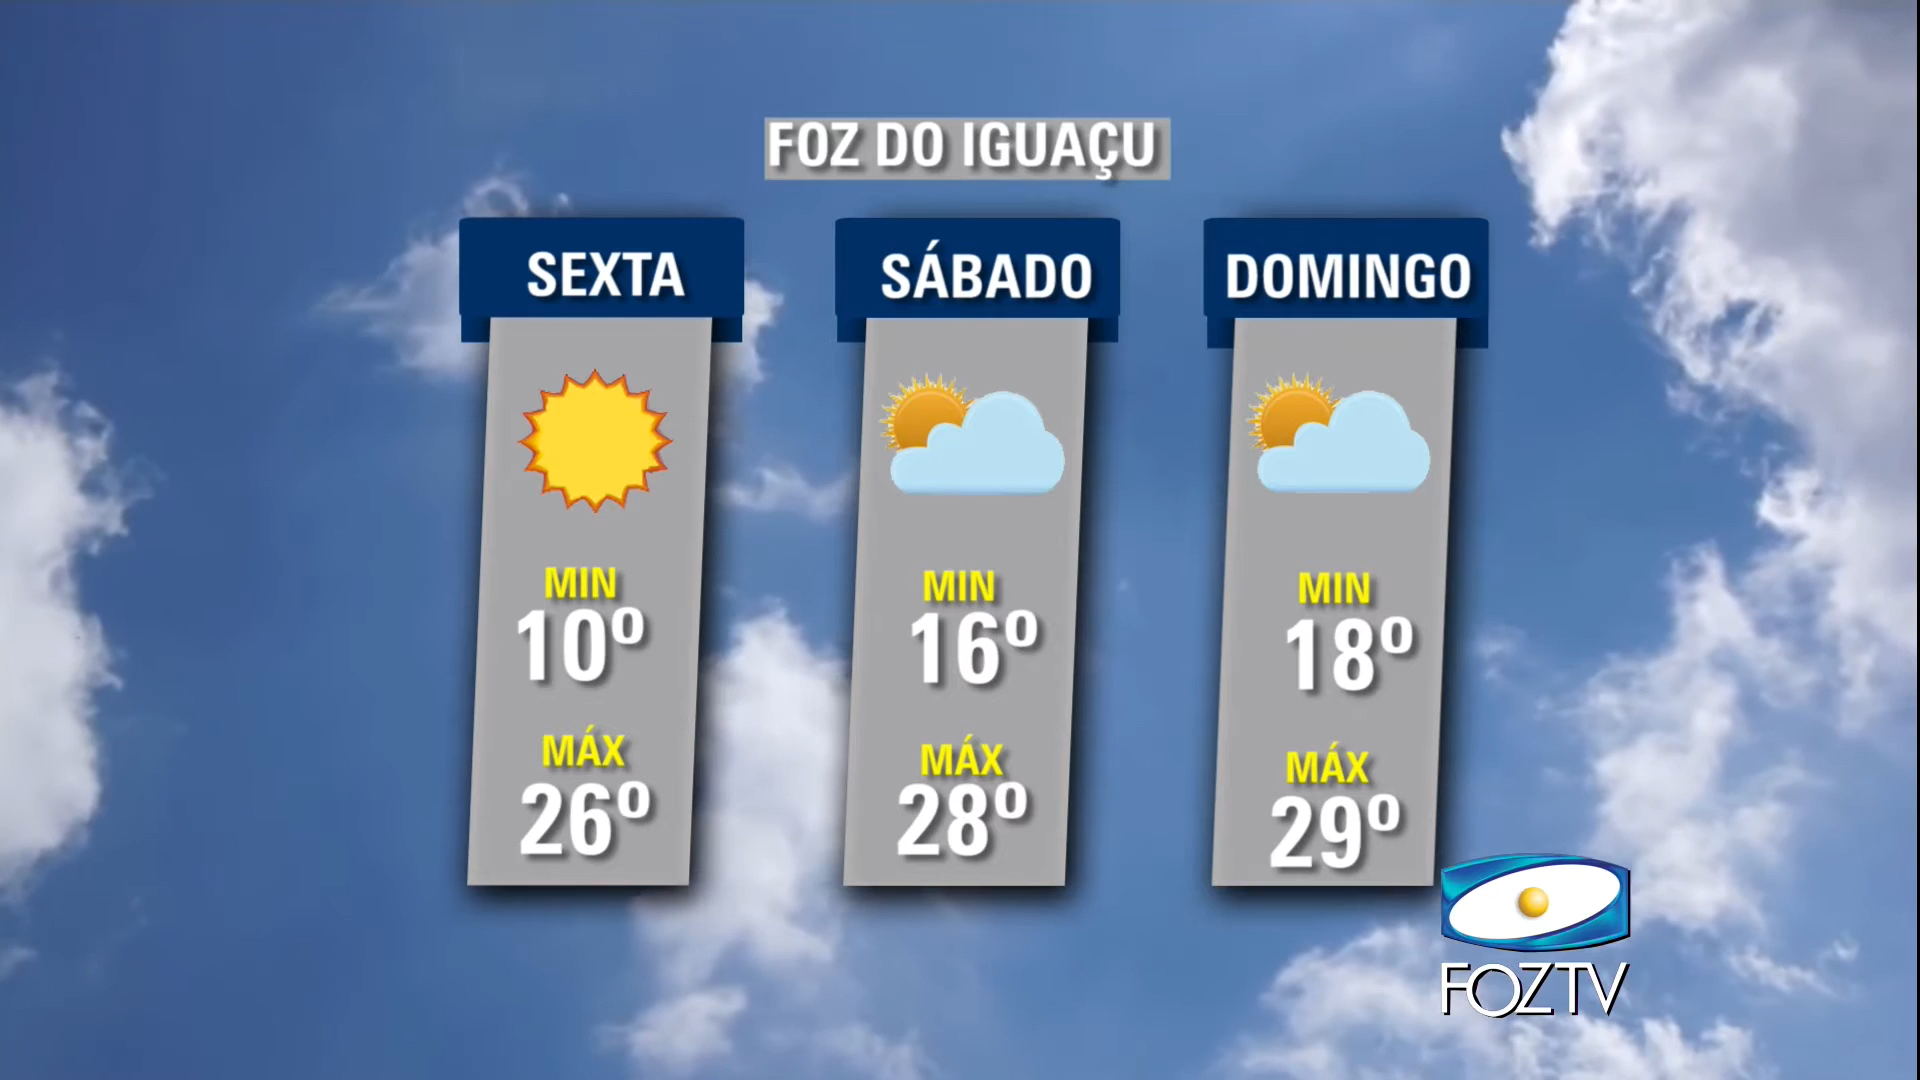 FOZ DO IGUAÇU
SEXTA
MIN
10º
MÁX
26º
SÁBADO
MIN
16º
MÁX
28º
DOMINGO
MIN
18º
MÁX
29º
FOZTV